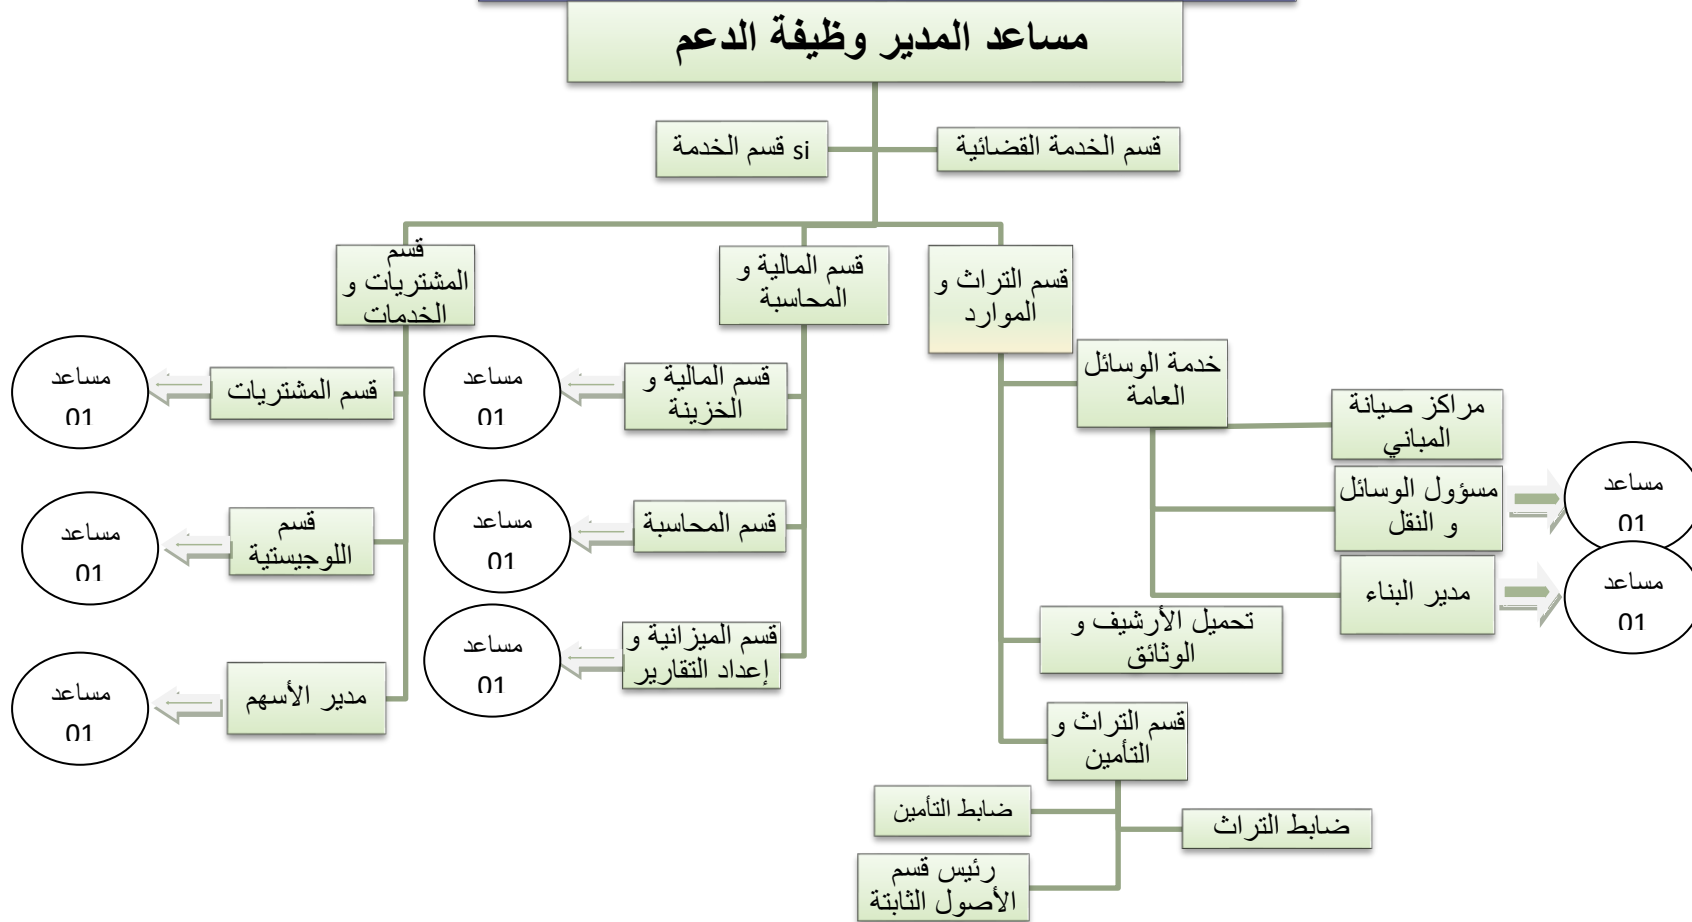 مساعد المدير وظيفة الدعم
قسم الخدمة القضائية
si قسم الخدمة
قسم التراث و
الموارد
قسم المالية و
المحاسبة
قسم
المشتريات و
الخدمات
خدمة الوسائل
العامة
مراكز صيانة
المباني
مسؤول الوسائل
و النقل
مساعد
01
مدير البناء
مساعد
01
تحميل الأرشيف و
الوثائق
قسم التراث و
التأمين
ضابط التراث
ضابط التأمين
رئيس قسم
الأصول الثابتة
قسم المالية و
الخزينة
مساعد
01
قسم المحاسبة
مساعد
01
قسم الميزانية و
إعداد التقارير
مساعد
01
قسم المشتريات
مساعد
01
قسم
اللوجيستية
مساعد
01
مدير الأسهم
مساعد
01